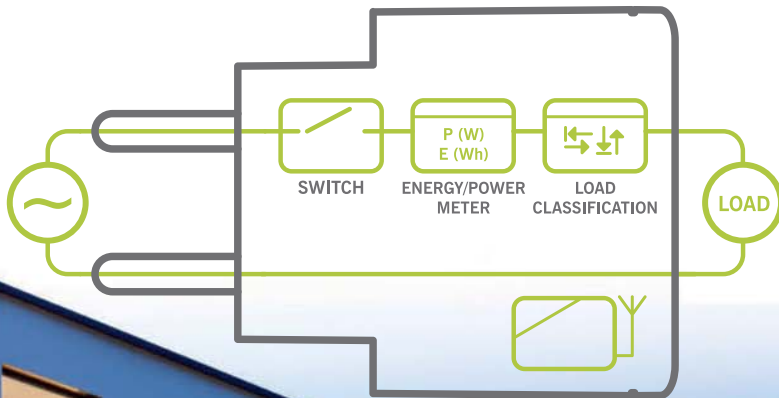 P (W)
E (Wh)
SWITCH
ENERGY/POWER
METER
LOAD
CLASSIFICATION
LOAD